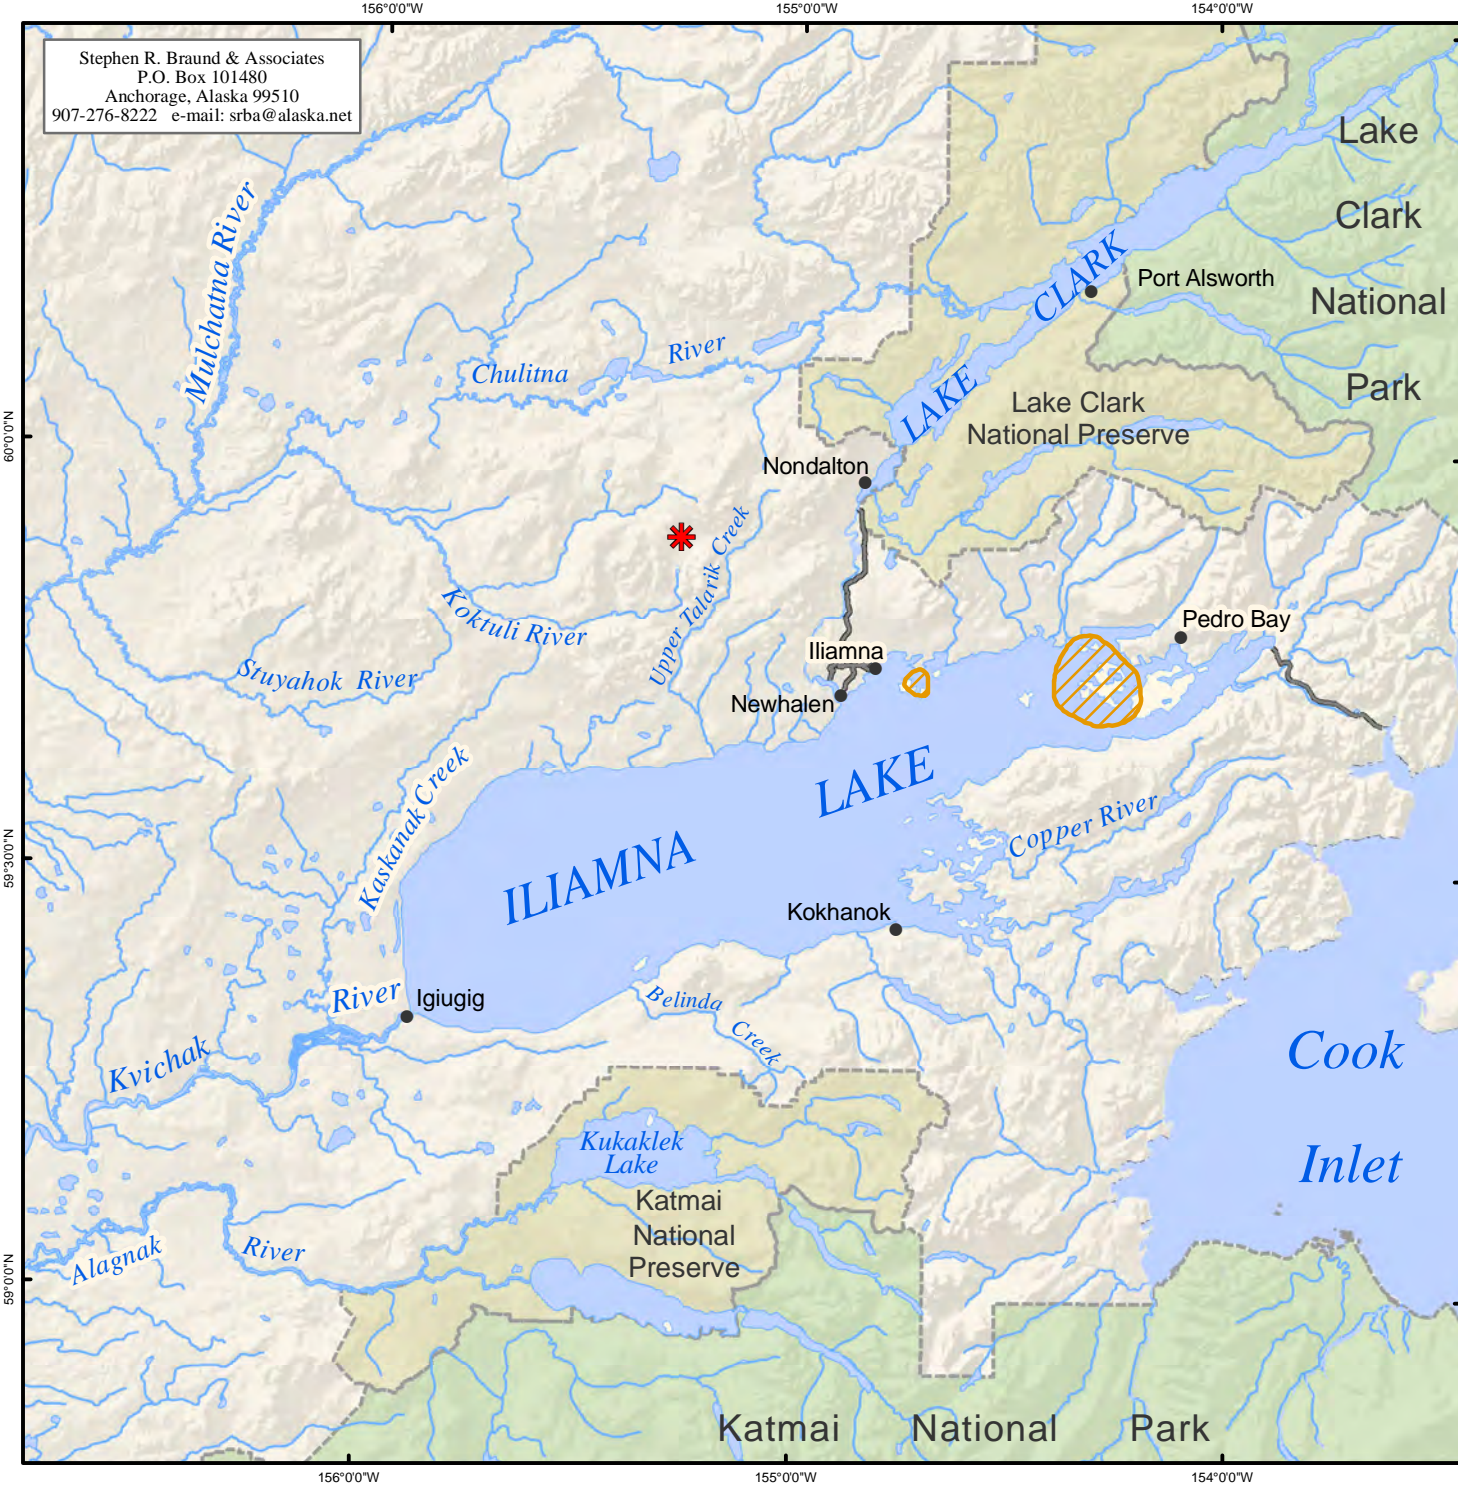 156°0'0"W
155°0'0"W
154°0'0"W
Stephen R. Braund & Associates
P.O. Box 101480
Anchorage, Alaska 99510
907-276-8222 e-mail: srba@alaska.net
Lake
Clark
National
Park
Mulchatna River
Port Alsworth
LAKE CLARK
Chulitna River
Lake Clark
National Preserve
60°0'0"N
Nondalton
Upper Talarik Creek
Koktuli River
Stuyahok River
Pedro Bay
Iliamna
Newhalen
Kaskanak Creek
ILIAMNA LAKE
Copper River
59°30'0"N
Kokhanok
Igiugig
Kvichak River
Belinda Creek
Cook
Inlet
Kukaklek
Lake
Katmai
National
Preserve
Alagnak River
59°0'0"N
Katmai National Park
156°0'0"W
155°0'0"W
154°0'0"W